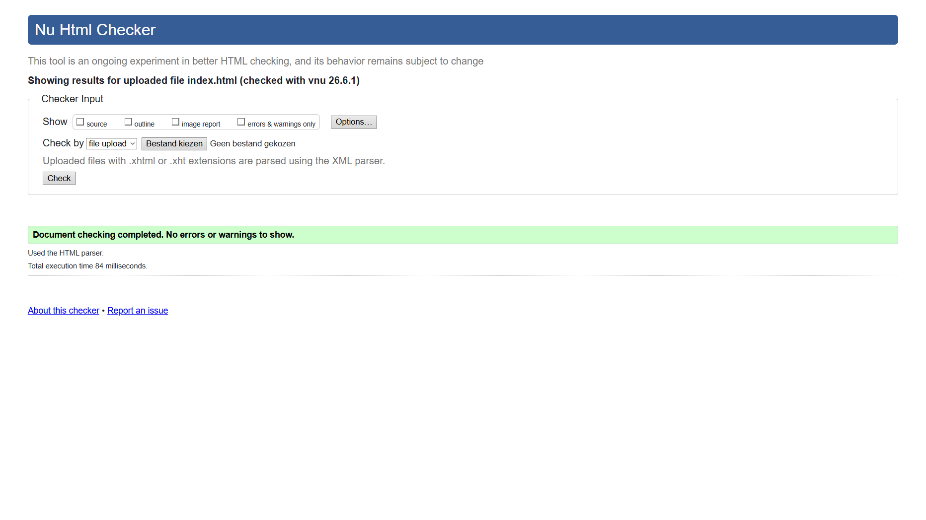 Nu Html Checker
This tool is an ongoing experiment in better HTML checking, and its behavior remains subject to change
Showing results for uploaded file index.html (checked with vnu 26.6.1)
Checker Input
Show source outline image report errors & warnings only Options...
Check by file upload Bestand kiezen Geen bestand gekozen
Uploaded files with .xhtml or .xht extensions are parsed using the XML parser.
Check
Document checking completed. No errors or warnings to show.
Used the HTML parser.
Total execution time 84 milliseconds.
About this checker • Report an issue